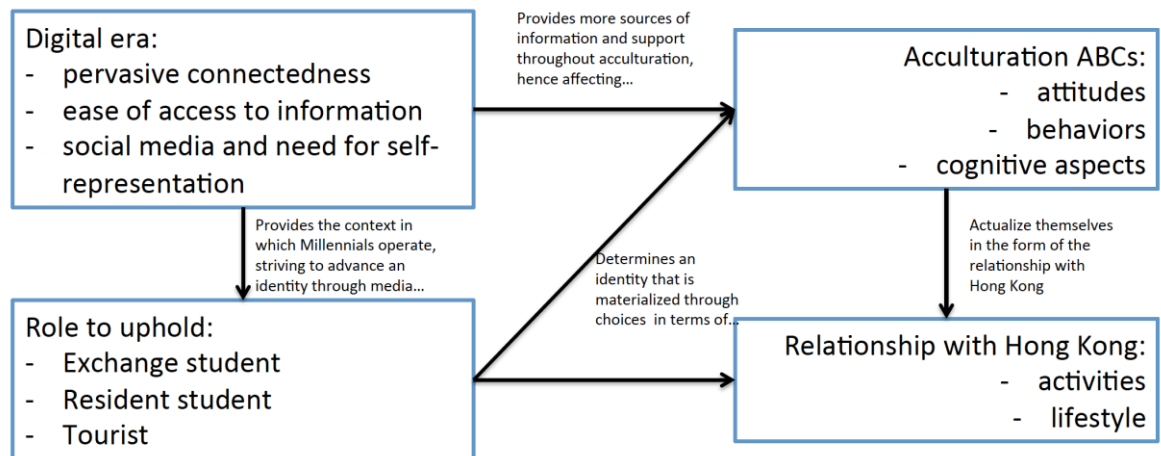 Digital era:
- pervasive connectedness
- ease of access to information
- social media and need for self-
representation
Provides more sources of
information and support
throughout acculturation,
hence affecting...
Acculturation ABCs:
- attitudes
- behaviors
- cognitive aspects
Provides the context in
which Millennials operate,
striving to advance an
identity through media...
Determines an
identity that is
materialized through
choices in terms of...
Actualize themselves
in the form of the
relationship with
Hong Kong
Role to uphold:
- Exchange student
- Resident student
- Tourist
Relationship with Hong Kong:
- activities
- lifestyle